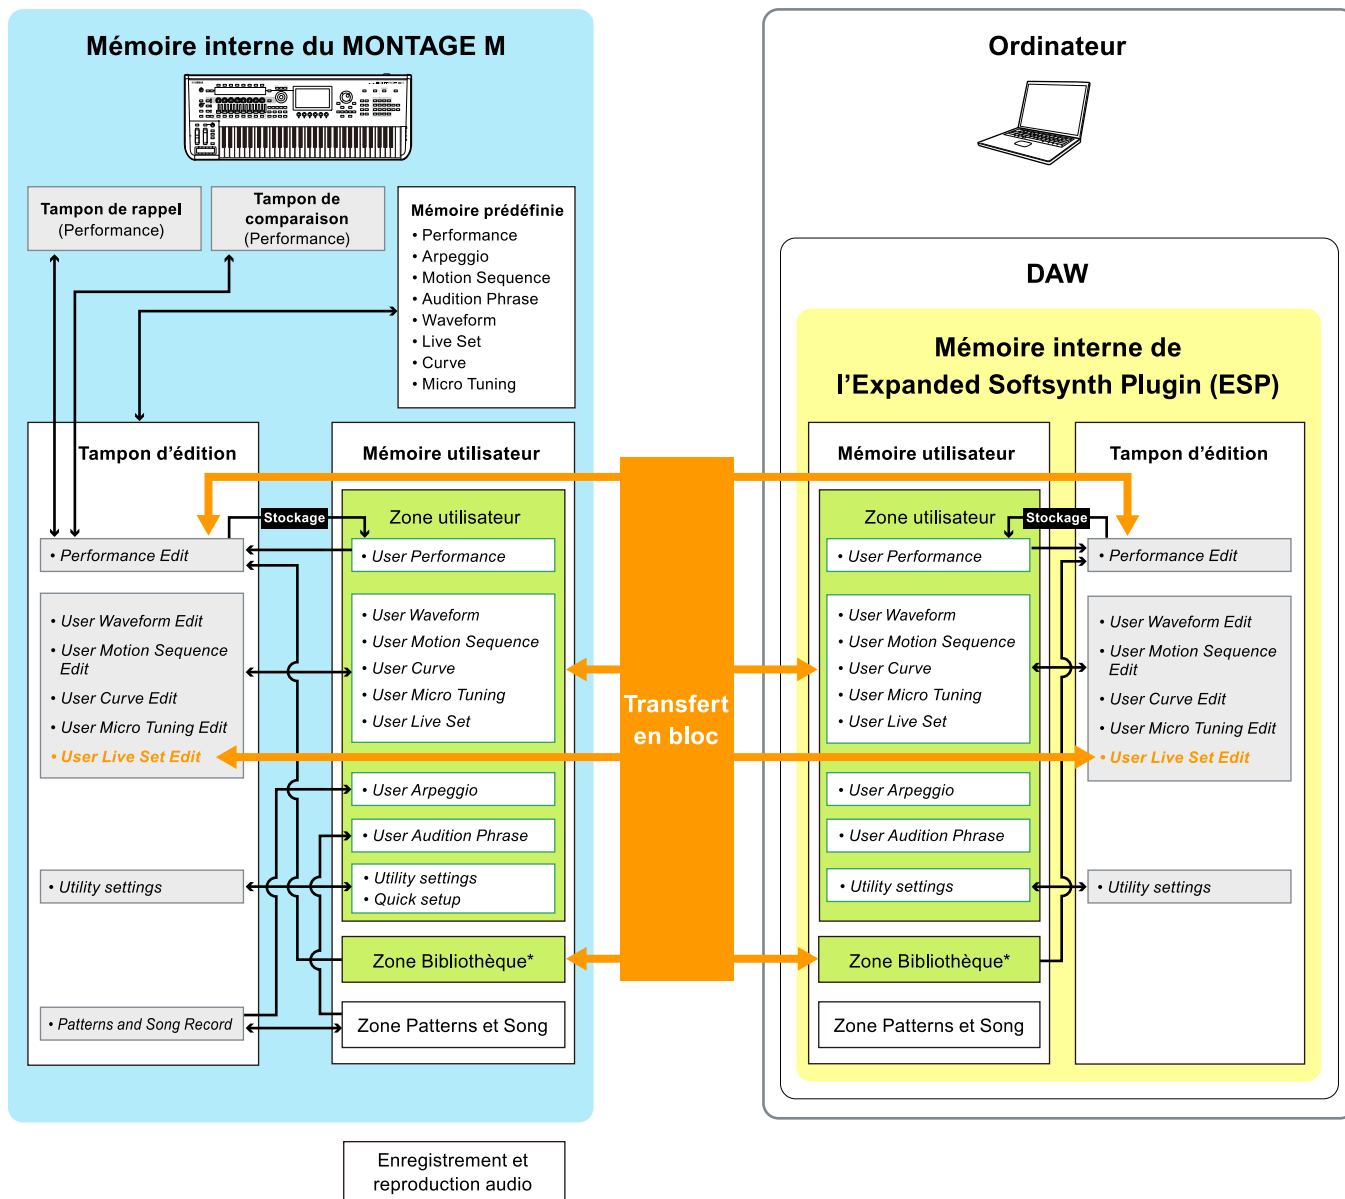 Mémoire interne du MONTAGE M
Tampon de rappel
(Performance)
Tampon de
comparaison
(Performance)
Mémoire prédéfinie
• Performance
• Arpeggio
• Motion Sequence
• Audition Phrase
• Waveform
• Live Set
• Curve
• Micro Tuning
Tampon d'édition
• Performance Edit
• User Waveform Edit
• User Motion Sequence
Edit
• User Curve Edit
• User Micro Tuning Edit
• User Live Set Edit
• Utility settings
• Patterns and Song Record
Stockage
Mémoire utilisateur
Zone utilisateur
• User Performance
• User Waveform
• User Motion Sequence
• User Curve
• User Micro Tuning
• User Live Set
• User Arpeggio
• User Audition Phrase
• Utility settings
• Quick setup
Zone Bibliothèque*
Zone Patterns et Song
Enregistrement et
reproduction audio
Transfert
en bloc
Ordinateur
DAW
Mémoire interne de
l'Expanded Softsynth Plugin (ESP)
Mémoire utilisateur
Zone utilisateur
• User Performance
• User Waveform
• User Motion Sequence
• User Curve
• User Micro Tuning
• User Live Set
• User Arpeggio
• User Audition Phrase
• Utility settings
Zone Bibliothèque*
Zone Patterns et Song
Stockage
Tampon d'édition
• Performance Edit
• User Waveform Edit
• User Motion Sequence
Edit
• User Curve Edit
• User Micro Tuning Edit
• User Live Set Edit
• Utility settings